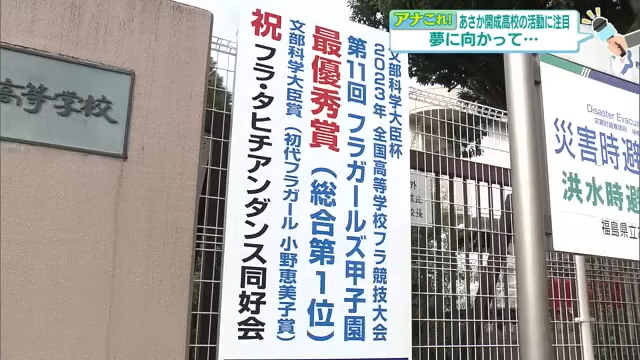 アナこれ!
あさか開成高校の活動に注目
夢に向かって…
高等学校
文部科学大臣杯
2023年 全国高等学校フラ競技大会
第11回 フラガールズ甲子園
最優秀賞(総合第1位)
文部科学大臣賞(初代フラガール 小野恵美子賞)
祝 フラ・タヒチアンダンス同好会
Disaster Evacua
災害時避
洪水時避
福島県立